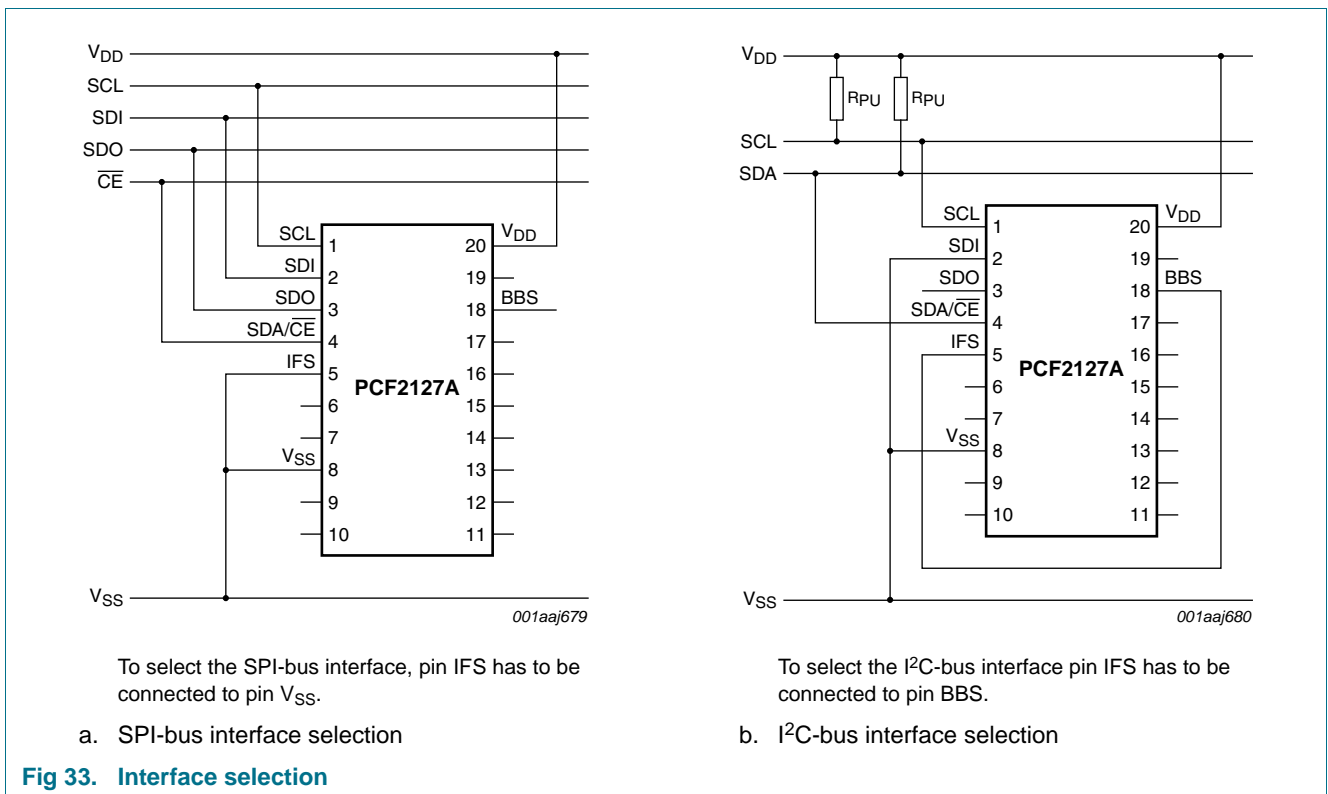 VDD
SCL
SDI
SDO
CE
SCL
1
SDI
2
SDO
3
SDA/CE
4
IFS
5
6
7
VSS
8
9
10
PCF2127A
20
VDD
19
18
BBS
17
16
15
14
13
12
11
VSS
001aaj679
To select the SPI-bus interface, pin IFS has to be
connected to pin VSS.
a. SPI-bus interface selection
VDD
RPU
RPU
SCL
SDA
SCL
1
SDI
2
SDO
3
SDA/CE
4
IFS
5
6
7
VSS
8
9
10
PCF2127A
20
VDD
19
18
BBS
17
16
15
14
13
12
11
VSS
001aaj680
To select the I2C-bus interface pin IFS has to be
connected to pin BBS.
b. I2C-bus interface selection
Fig 33. Interface selection